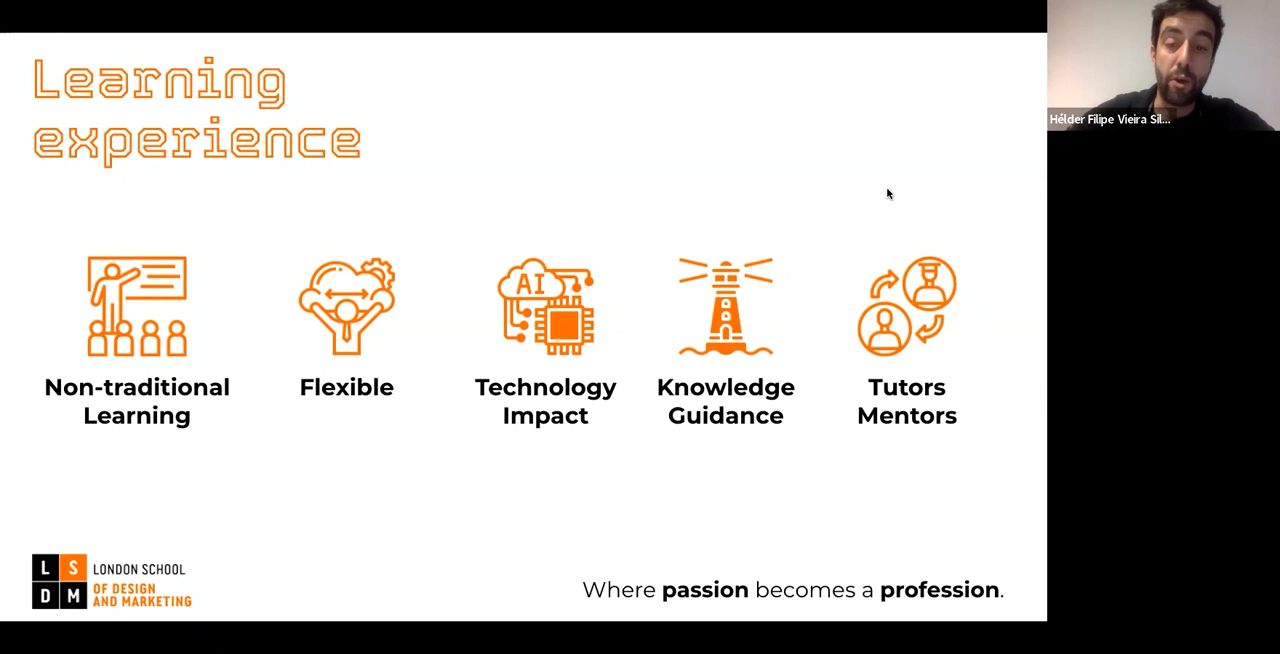 Learning
experience
Hélder Filipe Vieira Sil...
AI
Non-traditional
Learning
Flexible
Technology
Impact
Knowledge
Guidance
Tutors
Mentors
L S
D M
LONDON SCHOOL
OF DESIGN
AND MARKETING
Where passion becomes a profession.